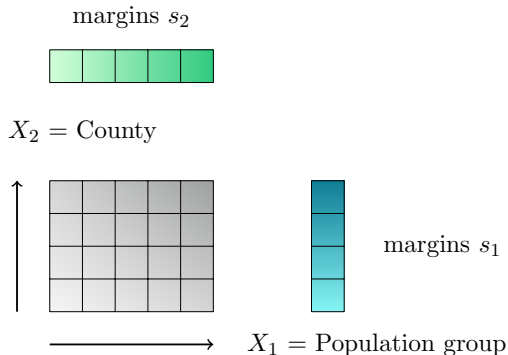 margins s₂
X₂ = County
margins s₁
X₁ = Population group